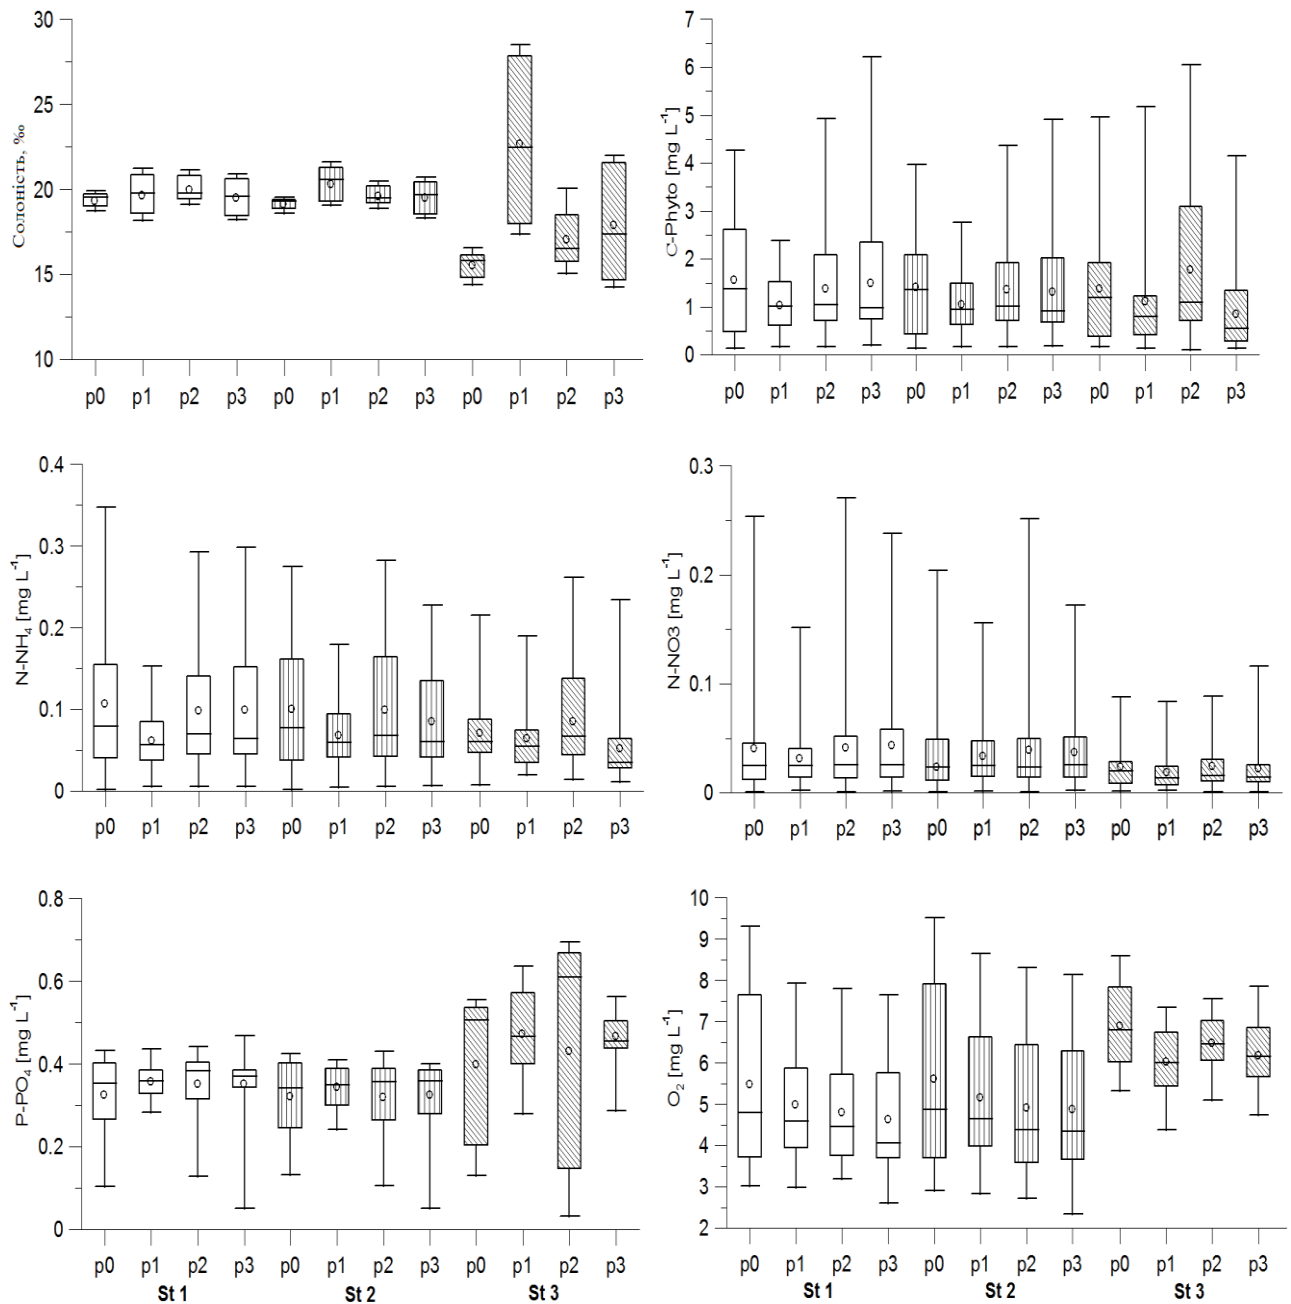 30
25
20
15
10
Солоність, ‰
p0 p1 p2 p3 p0 p1 p2 p3 p0 p1 p2 p3
7
6
5
4
3
2
1
0
C-Phyto [mg L⁻¹]
p0 p1 p2 p3 p0 p1 p2 p3 p0 p1 p2 p3
0.4
0.3
0.2
0.1
0
N-NH₄ [mg L⁻¹]
p0 p1 p2 p3 p0 p1 p2 p3 p0 p1 p2 p3
0.3
0.2
0.1
0
N-NO3 [mg L⁻¹]
p0 p1 p2 p3 p0 p1 p2 p3 p0 p1 p2 p3
0.8
0.6
0.4
0.2
0
P-PO₄ [mg L⁻¹]
p0 p1 p2 p3 p0 p1 p2 p3 p0 p1 p2 p3
St 1 St 2 St 3
10
9
8
7
6
5
4
3
2
O₂ [mg L⁻¹]
p0 p1 p2 p3 p0 p1 p2 p3 p0 p1 p2 p3
St 1 St 2 St 3